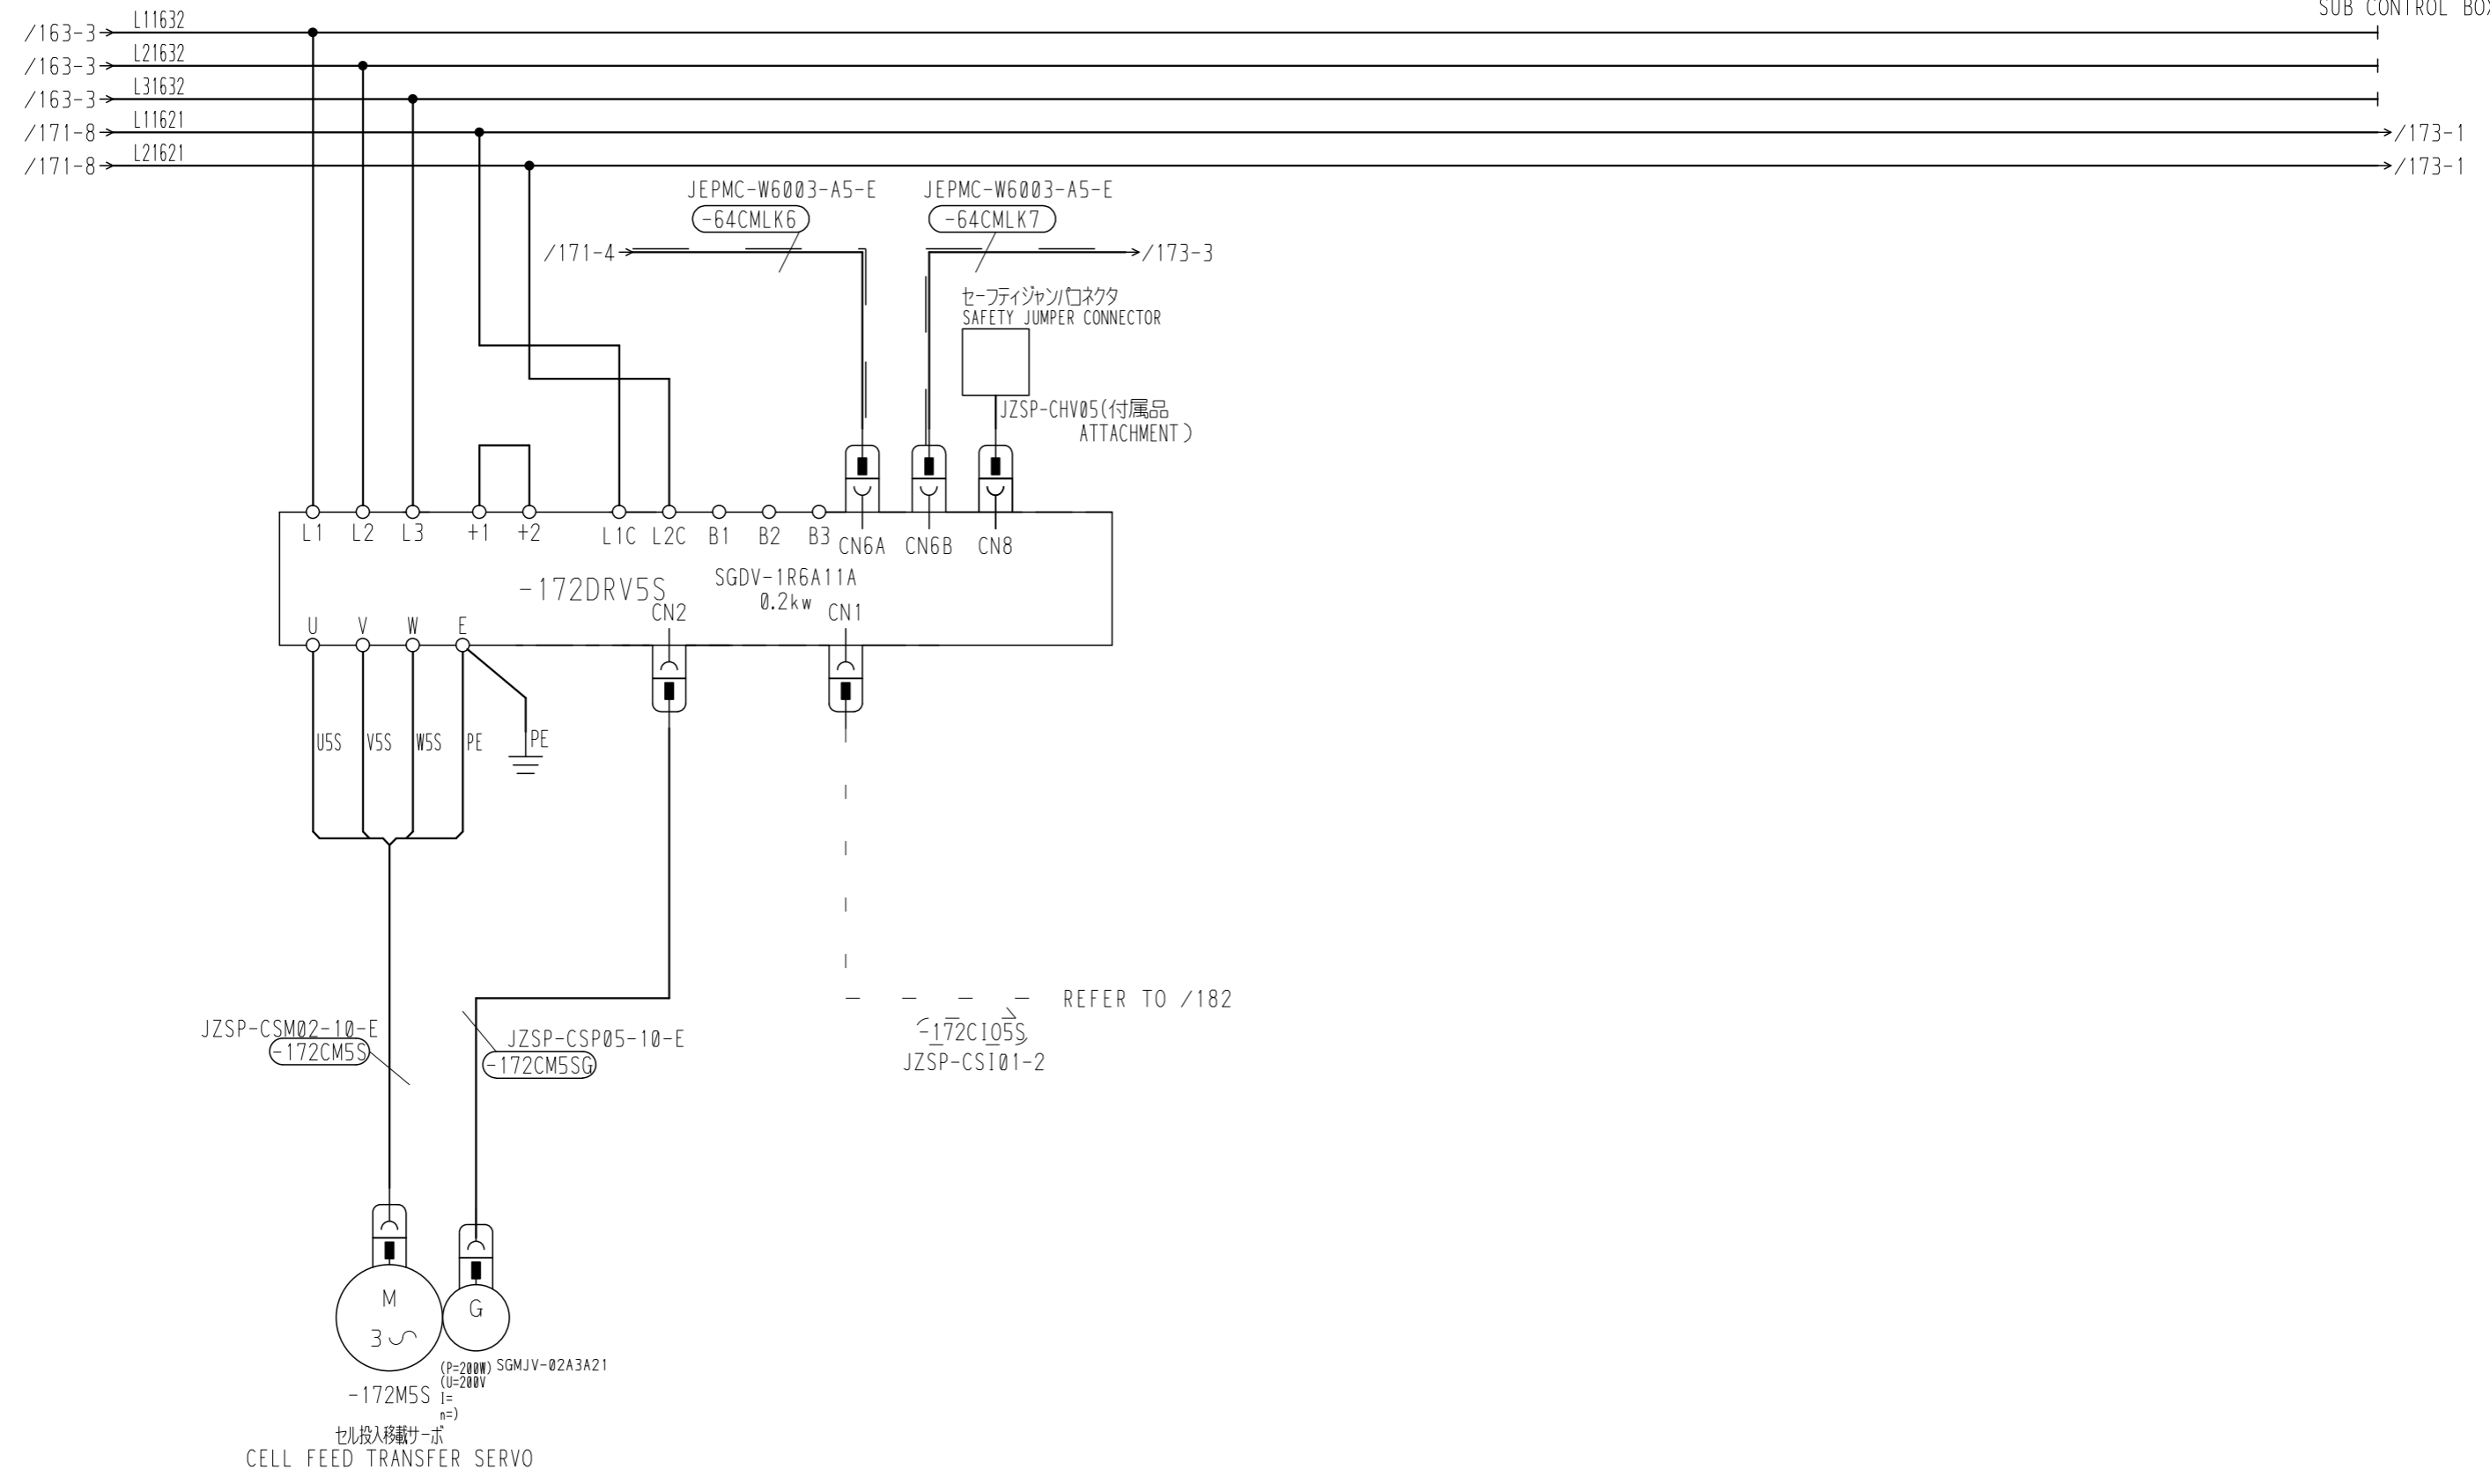 SUB CONTROL BOX
/163-3 L11632
/163-3 L21632
/163-3 L31632
/171-8 L11621 /173-1
/171-8 L21621 /173-1
JEPMC-W6003-A5-E JEPMC-W6003-A5-E
-64CMLK6 -64CMLK7
/171-4 /173-3
セーフティジャンパコネクタ
SAFETY JUMPER CONNECTOR
JZSP-CHV05(付属品
ATTACHMENT)
L1 L2 L3 +1 +2 L1C L2C B1 B2 B3 CN6A CN6B CN8
-172DRV5S SGDV-1R6A11A
0.2kw
CN2 CN1
U V W E
U5S V5S W5S PE PE
REFER TO /182
JZSP-CSM02-10-E
-172CM5S
JZSP-CSP05-10-E
-172CM5SG
-172CI05S
JZSP-CSI01-2
M
3
G
(P=200W) SGMJV-02A3A21
(U=200V
-172M5S I=
n=)
セル投入移載サーボ
CELL FEED TRANSFER SERVO